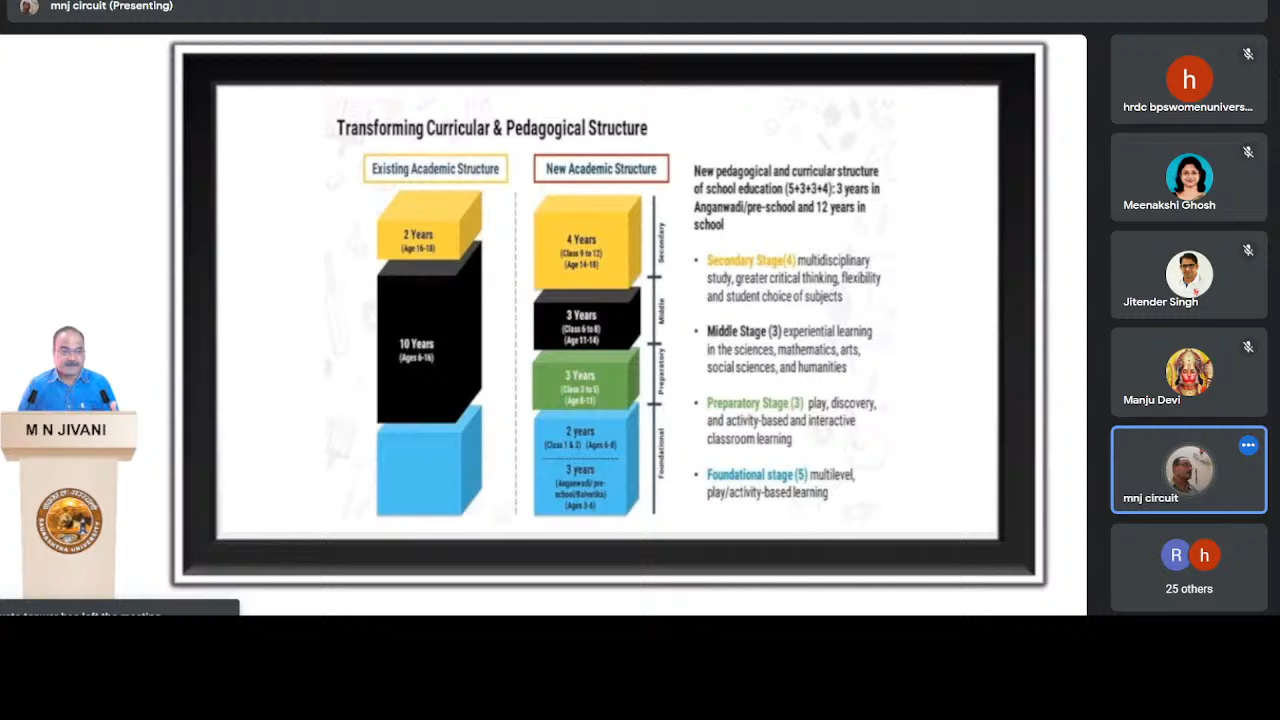 mnj circuit (Presenting)
Transforming Curricular & Pedagogical Structure
Existing Academic Structure
2 Years
(Age 16-18)
10 Years
(Ages 6-16)
New Academic Structure
4 Years
(Class 9 to 12)
(Age 14-18)
Secondary
3 Years
(Class 6 to 8)
(Age 11-14)
Middle
3 Years
(Class 3 to 5)
(Age 8-11)
Preparatory
2 years
(Class 1 & 2) (Ages 6-8)
3 years
(Anganwadi/ pre-
school/Balvatika)
(Ages 3-6)
Foundational
New pedagogical and curricular structure
of school education (5+3+3+4): 3 years in
Anganwadi/pre-school and 12 years in
school
• Secondary Stage(4) multidisciplinary
study, greater critical thinking, flexibility
and student choice of subjects
• Middle Stage (3) experiential learning
in the sciences, mathematics, arts,
social sciences, and humanities
• Preparatory Stage (3) play, discovery,
and activity-based and interactive
classroom learning
• Foundational stage (5) multilevel,
play/activity-based learning
M N JIVANI
SAURASHTRA UNIVERSITY
has left the meeting
h
hrdc bpswomenunivers...
Meenakshi Ghosh
Jitender Singh
Manju Devi
mnj circuit
R h
25 others